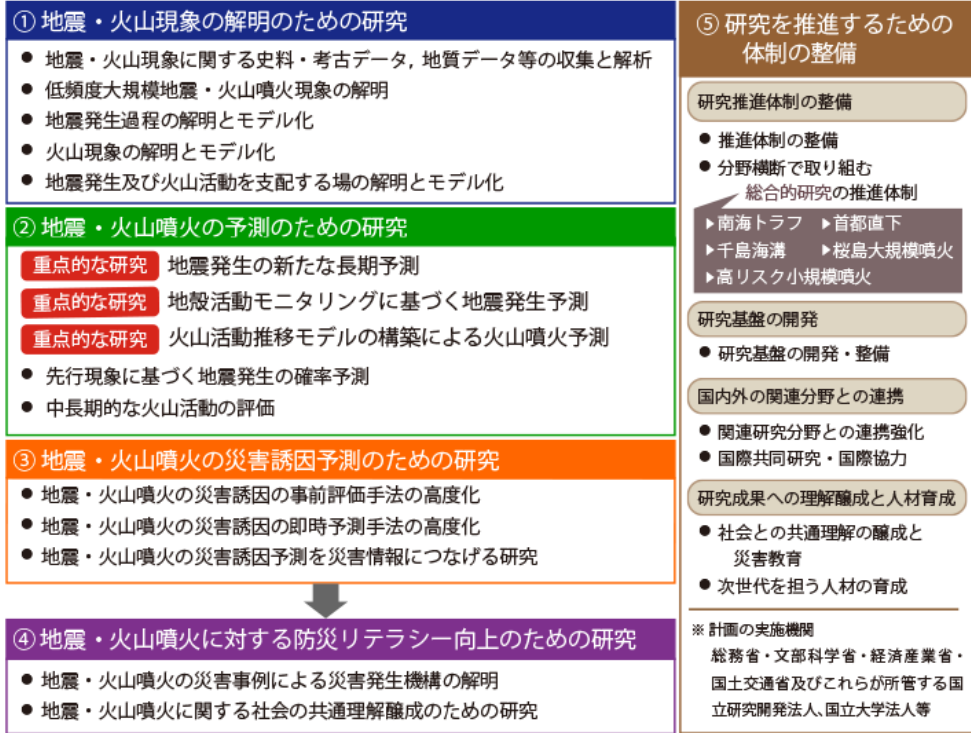 ① 地震・火山現象の解明のための研究
● 地震・火山現象に関する史料・考古データ, 地質データ等の収集と解析
● 低頻度大規模地震・火山噴火現象の解明
● 地震発生過程の解明とモデル化
● 火山現象の解明とモデル化
● 地震発生及び火山活動を支配する場の解明とモデル化
② 地震・火山噴火の予測のための研究
重点的な研究 地震発生の新たな長期予測
重点的な研究 地殻活動モニタリングに基づく地震発生予測
重点的な研究 火山活動推移モデルの構築による火山噴火予測
● 先行現象に基づく地震発生の確率予測
● 中長期的な火山活動の評価
③ 地震・火山噴火の災害誘因予測のための研究
● 地震・火山噴火の災害誘因の事前評価手法の高度化
● 地震・火山噴火の災害誘因の即時予測手法の高度化
● 地震・火山噴火の災害誘因予測を災害情報につなげる研究
④ 地震・火山噴火に対する防災リテラシー向上のための研究
● 地震・火山噴火の災害事例による災害発生機構の解明
● 地震・火山噴火に関する社会の共通理解醸成のための研究
⑤ 研究を推進するための
体制の整備
研究推進体制の整備
● 推進体制の整備
● 分野横断で取り組む
総合的研究の推進体制
▶南海トラフ ▶首都直下
▶千島海溝 ▶桜島大規模噴火
▶高リスク小規模噴火
研究基盤の開発
● 研究基盤の開発・整備
国内外の関連分野との連携
● 関連研究分野との連携強化
● 国際共同研究・国際協力
研究成果への理解醸成と人材育成
● 社会との共通理解の醸成と
災害教育
● 次世代を担う人材の育成
※ 計画の実施機関
総務省・文部科学省・経済産業省・
国土交通省及びこれらが所管する国
立研究開発法人、国立大学法人等